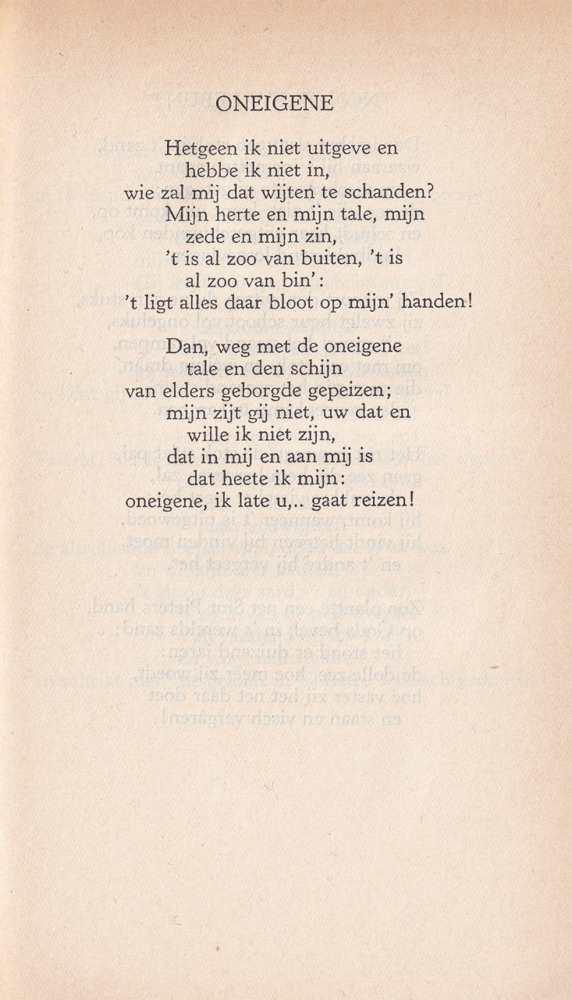 ONEIGENE
Hetgeen ik niet uitgeve en
hebbe ik niet in,
wie zal mij dat wijten te schanden?
Mijn herte en mijn tale, mijn
zede en mijn zin,
’t is al zoo van buiten, ’t is
al zoo van bin’:
’t ligt alles daar bloot op mijn’ handen!
Dan, weg met de oneigene
tale en den schijn
van elders geborgde gepeizen;
mijn zijt gij niet, uw dat en
wille ik niet zijn,
dat in mij en aan mij is
dat heete ik mijn:
oneigene, ik late u,.. gaat reizen!